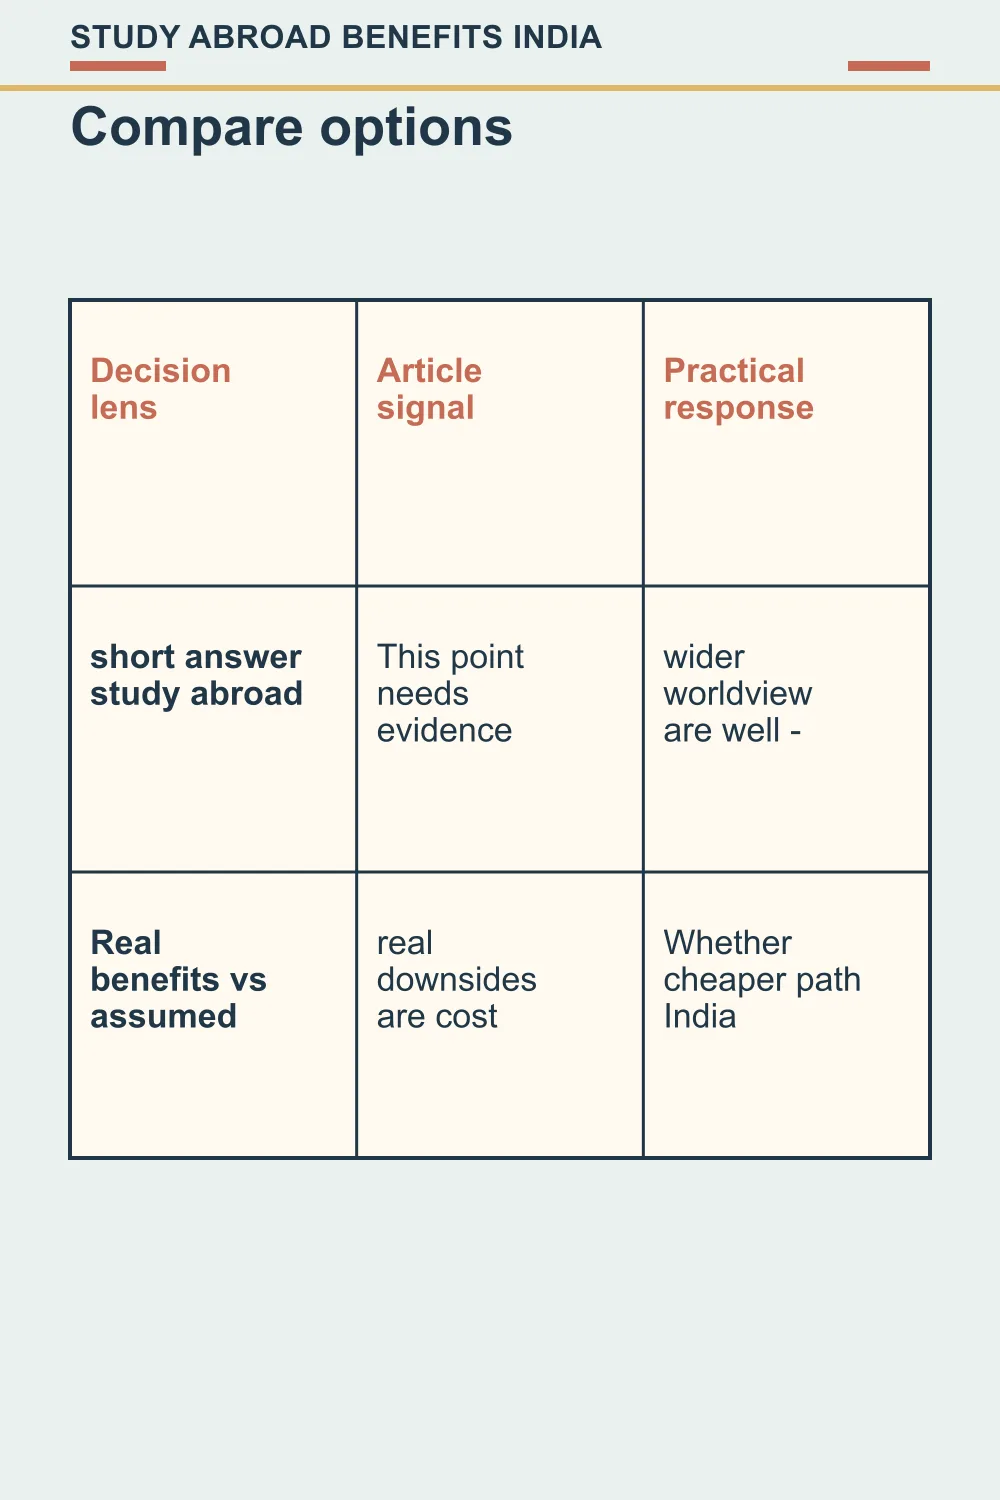 STUDY ABROAD BENEFITS INDIA
Compare options
Decision
lens
Article
signal
Practical
response
short answer
study abroad
This point
needs
evidence
wider
worldview
are well -
Real
benefits vs
assumed
real
downsides
are cost
Whether
cheaper path
India